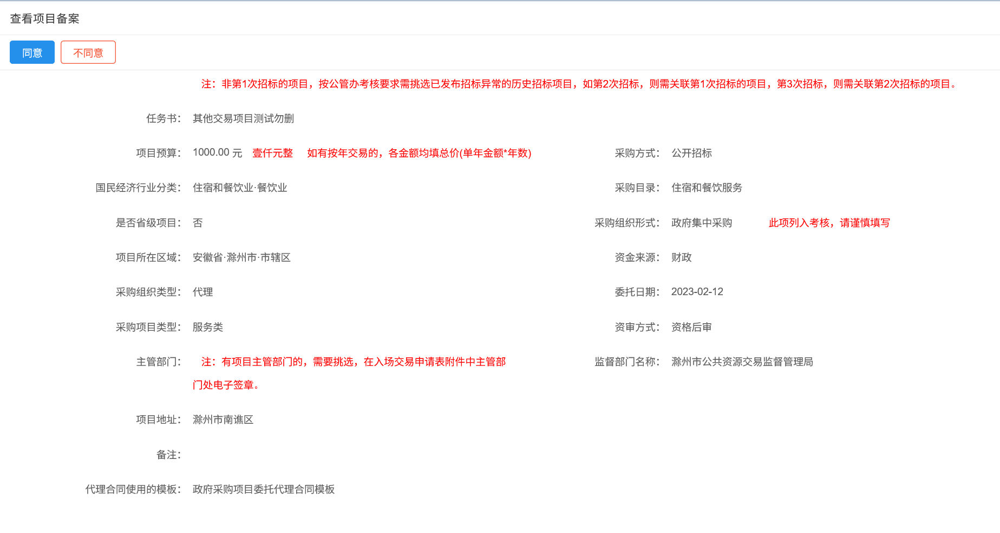 查看项目备案
同意 不同意
注：非第1次招标的项目，按公管办考核要求需挑选已发布招标异常的历史招标项目，如第2次招标，则需关联第1次招标的项目，第3次招标，则需关联第2次招标的项目。
任务书： 其他交易项目测试勿删
项目预算： 1000.00 元 壹仟元整 如有按年交易的，各金额均填总价(单年金额*年数) 采购方式： 公开招标
国民经济行业分类： 住宿和餐饮业·餐饮业 采购目录： 住宿和餐饮服务
是否省级项目： 否 采购组织形式： 政府集中采购 此项列入考核，请谨慎填写
项目所在区域： 安徽省·滁州市·市辖区 资金来源： 财政
采购组织类型： 代理 委托日期： 2023-02-12
采购项目类型： 服务类 资审方式： 资格后审
主管部门： 注：有项目主管部门的，需要挑选，在入场交易申请表附件中主管部 监督部门名称： 滁州市公共资源交易监督管理局
门处电子签章。
项目地址： 滁州市南谯区
备注：
代理合同使用的模板： 政府采购项目委托代理合同模板